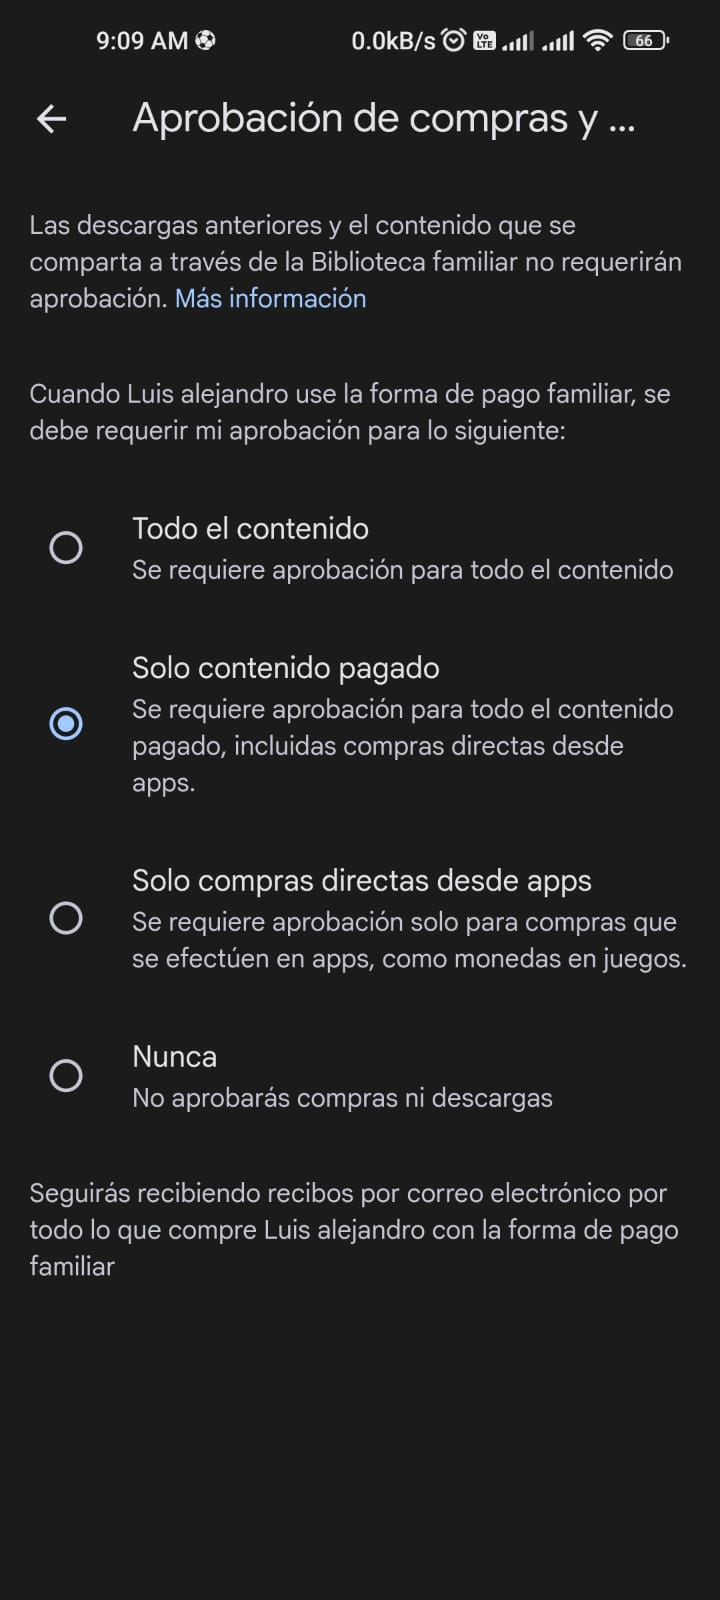 9:09 AM
0.0kB/s Vo LTE 66
Aprobación de compras y ...
Las descargas anteriores y el contenido que se
comparta a través de la Biblioteca familiar no requerirán
aprobación. Más información
Cuando Luis alejandro use la forma de pago familiar, se
debe requerir mi aprobación para lo siguiente:
Todo el contenido
Se requiere aprobación para todo el contenido
Solo contenido pagado
Se requiere aprobación para todo el contenido
pagado, incluidas compras directas desde
apps.
Solo compras directas desde apps
Se requiere aprobación solo para compras que
se efectúen en apps, como monedas en juegos.
Nunca
No aprobarás compras ni descargas
Seguirás recibiendo recibos por correo electrónico por
todo lo que compre Luis alejandro con la forma de pago
familiar